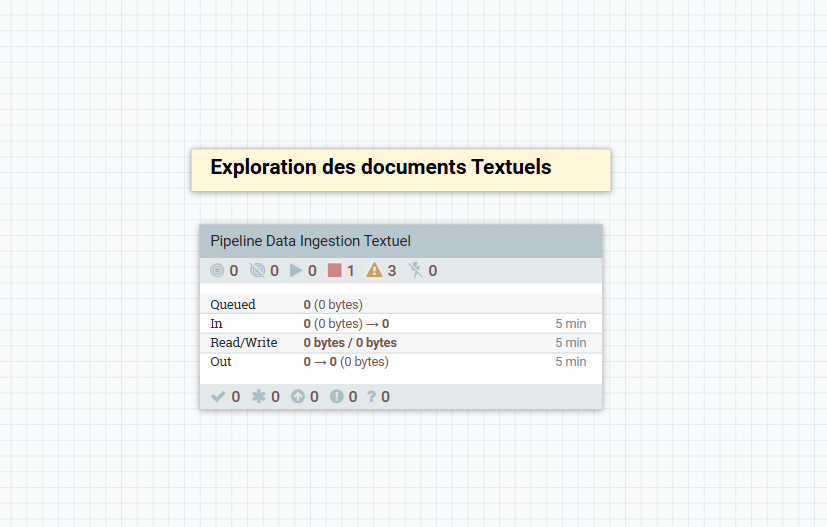 Exploration des documents Textuels
Pipeline Data Ingestion Textuel
0 0 0 1 3 0
Queued 0 (0 bytes)
In 0 (0 bytes) → 0 5 min
Read/Write 0 bytes / 0 bytes 5 min
Out 0 → 0 (0 bytes) 5 min
0 0 0 0 ? 0